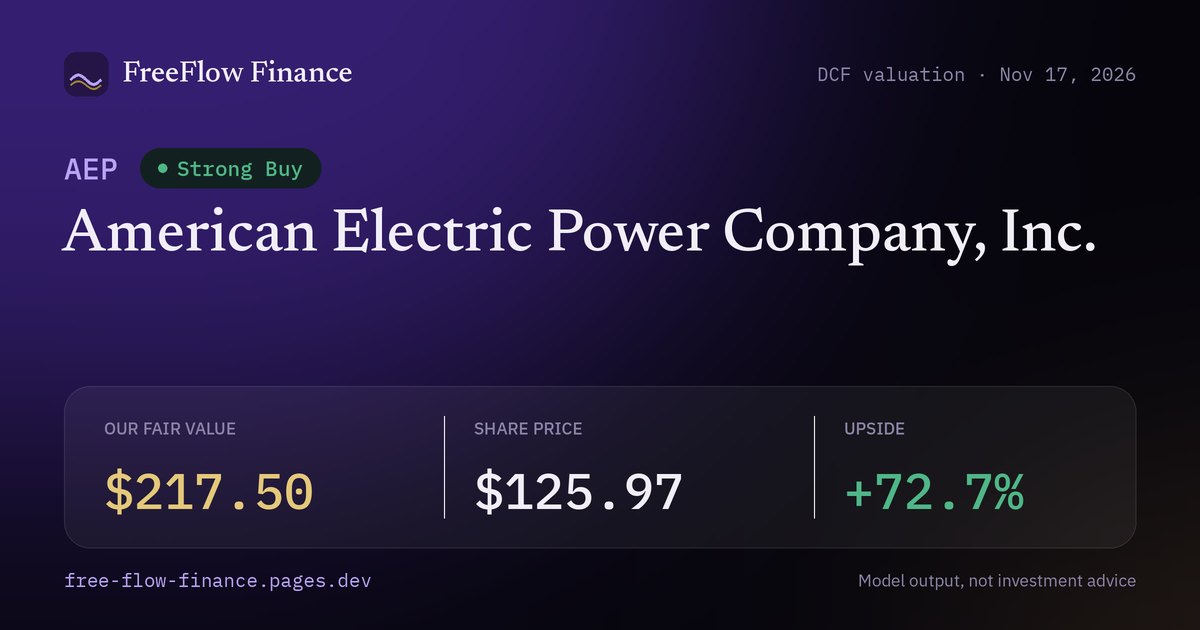 FreeFlow Finance
DCF valuation · Nov 17, 2026
AEP
Strong Buy
American Electric Power Company, Inc.
OUR FAIR VALUE
$217.50
SHARE PRICE
$125.97
UPSIDE
+72.7%
free-flow-finance.pages.dev
Model output, not investment advice